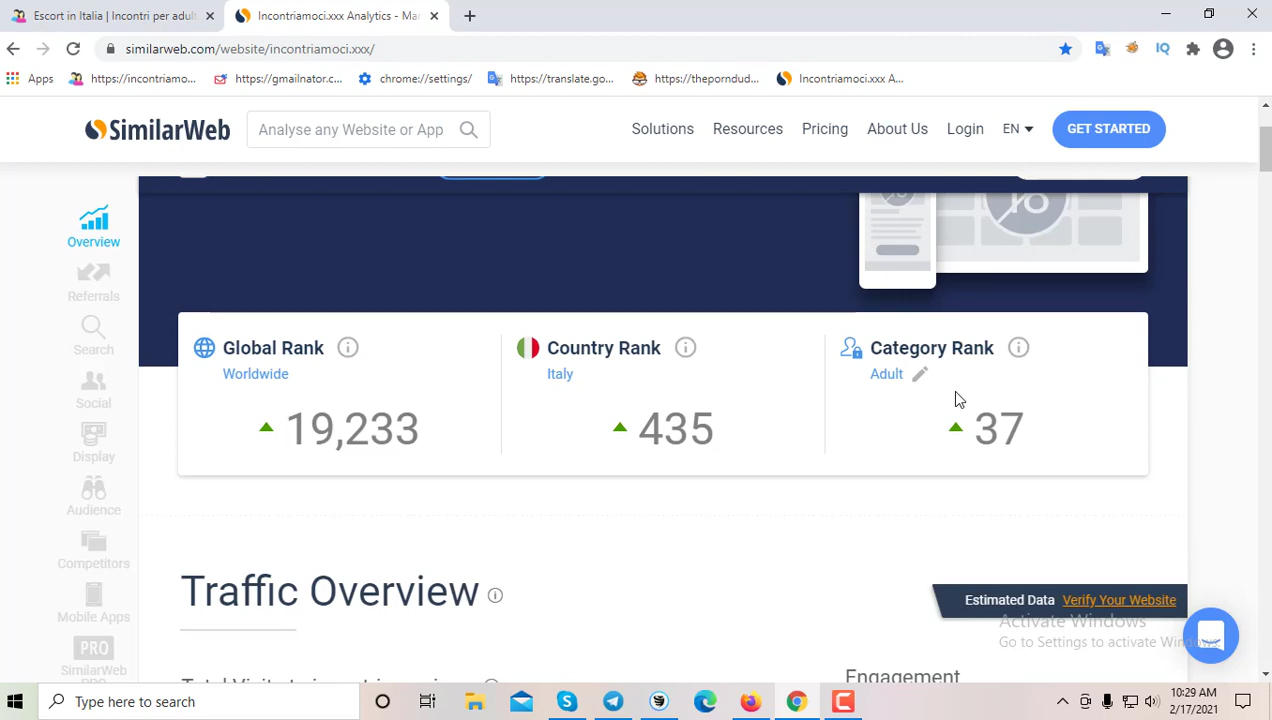 Escort in Italia | Incontri per adul
Incontriamoci.xxx Analytics - Ma
similarweb.com/website/incontriamoci.xxx/
IQ
Apps
https://incontriamo...
https://gmailnator.c...
chrome://settings/
https://translate.go...
https://theporndud...
Incontriamoci.xxx A...
SimilarWeb
Analyse any Website or App
Solutions
Resources
Pricing
About Us
Login
EN
GET STARTED
Overview
Referrals
Search
Social
Display
Audience
Competitors
Mobile Apps
PRO
SimilarWeb
Global Rank
Worldwide
19,233
Country Rank
Italy
435
Category Rank
Adult
37
Traffic Overview
Estimated Data Verify Your Website
Activate Windows
Go to Settings to activate Windows.
Engagement
Type here to search
10:29 AM
2/17/2021